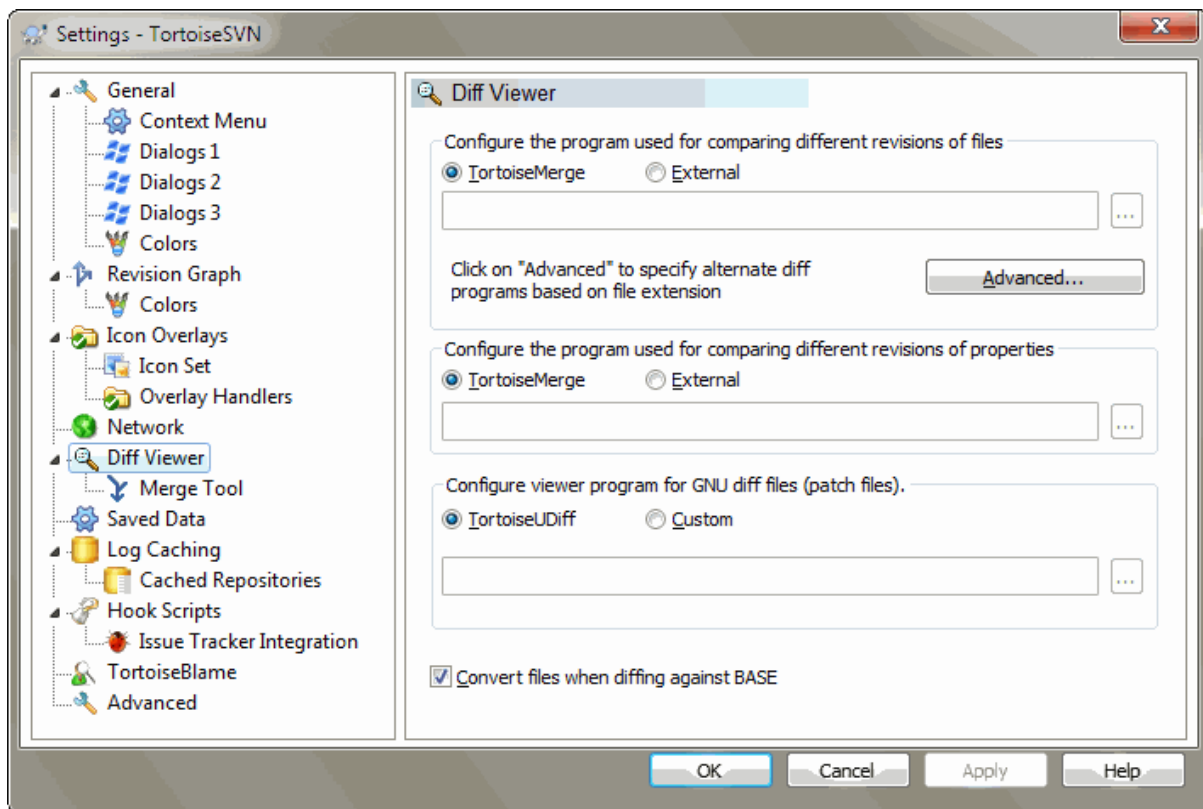 Settings - TortoiseSVN
General
Context Menu
Dialogs 1
Dialogs 2
Dialogs 3
Colors
Revision Graph
Colors
Icon Overlays
Icon Set
Overlay Handlers
Network
Diff Viewer
Merge Tool
Saved Data
Log Caching
Cached Repositories
Hook Scripts
Issue Tracker Integration
TortoiseBlame
Advanced
Diff Viewer
Configure the program used for comparing different revisions of files
TortoiseMerge External
...
Click on "Advanced" to specify alternate diff
programs based on file extension
Advanced...
Configure the program used for comparing different revisions of properties
TortoiseMerge External
...
Configure viewer program for GNU diff files (patch files).
TortoiseUDiff Custom
...
Convert files when diffing against BASE
OK Cancel Apply Help